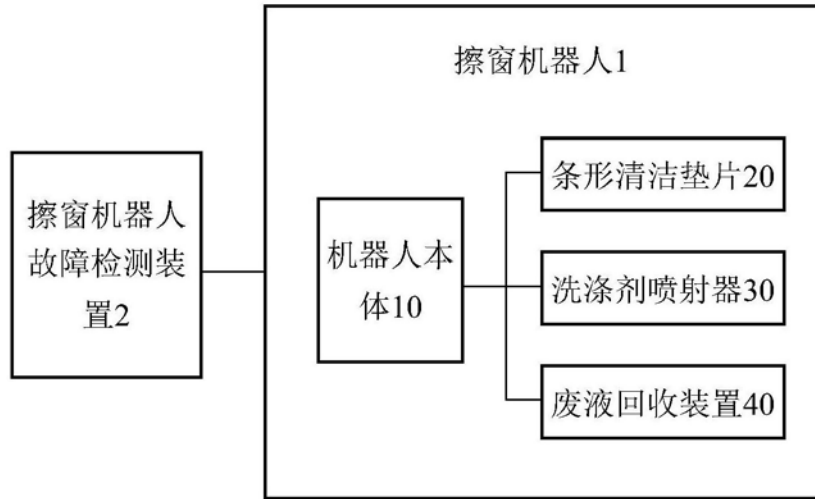 擦窗机器人1
擦窗机器人
故障检测装
置2
机器人本
体10
条形清洁垫片20
洗涤剂喷射器30
废液回收装置40